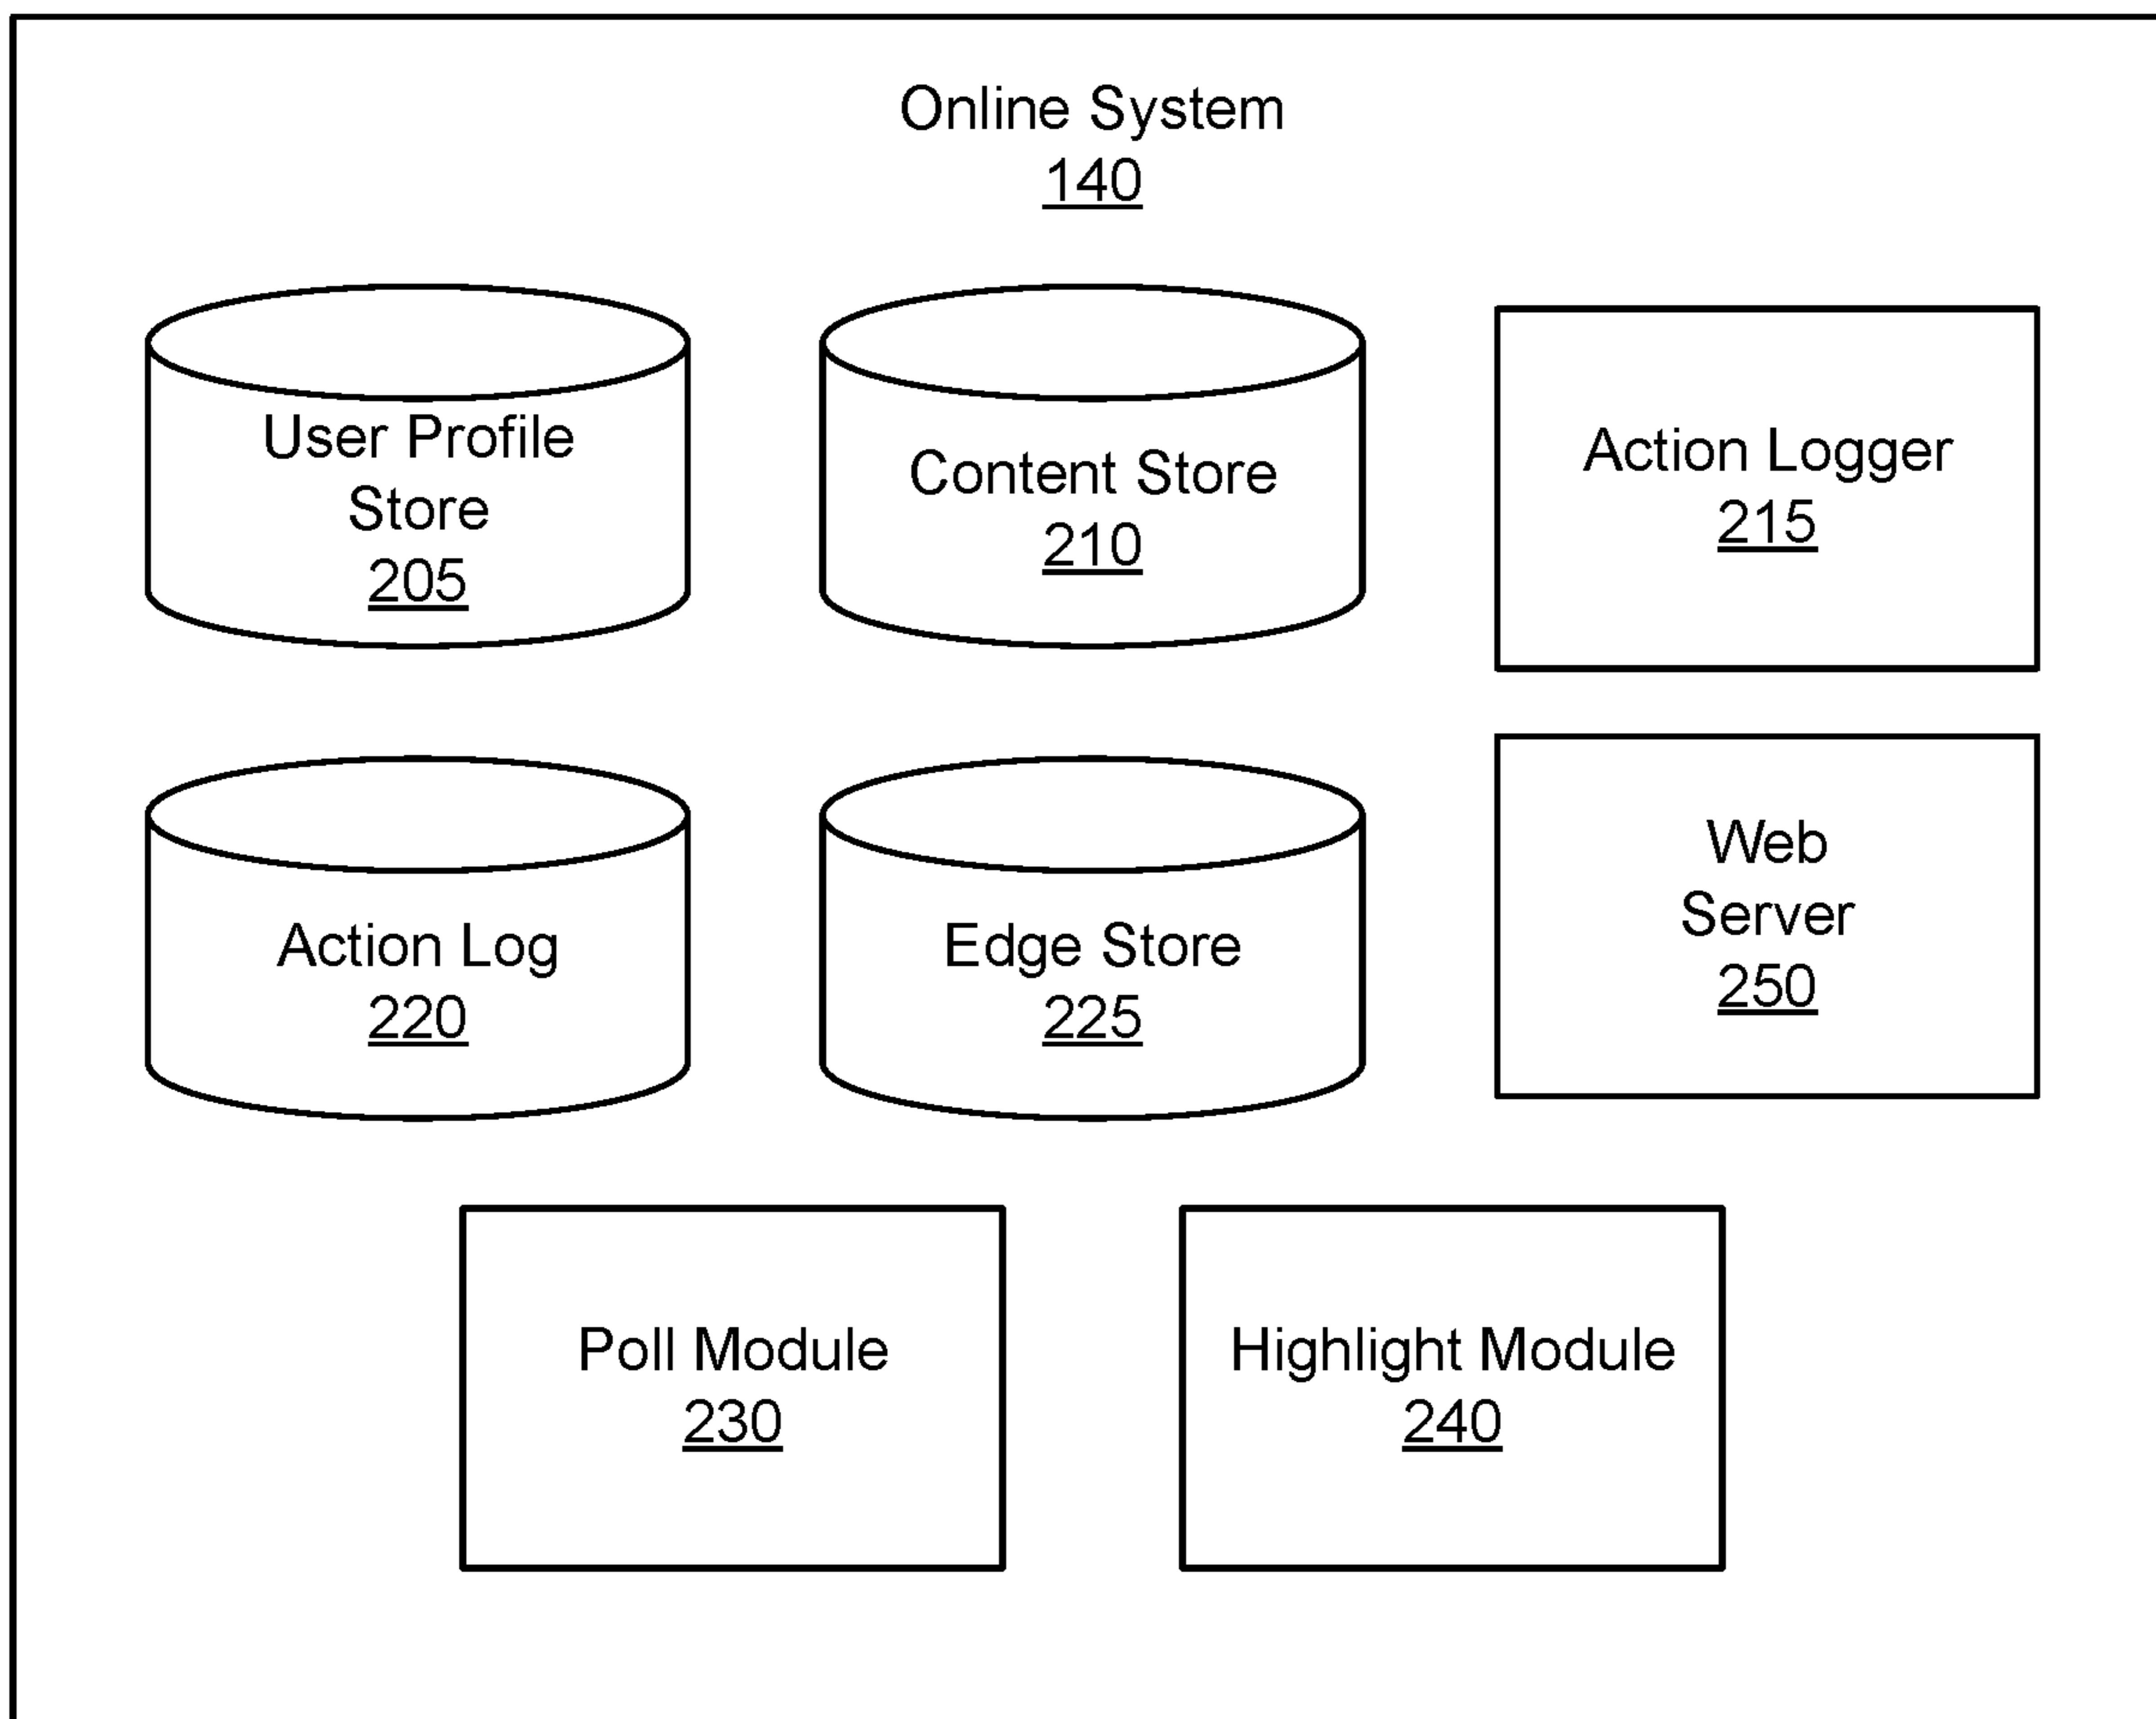 Online System
140
User Profile
Store
205
Content Store
210
Action Logger
215
Action Log
220
Edge Store
225
Web
Server
250
Poll Module
230
Highlight Module
240